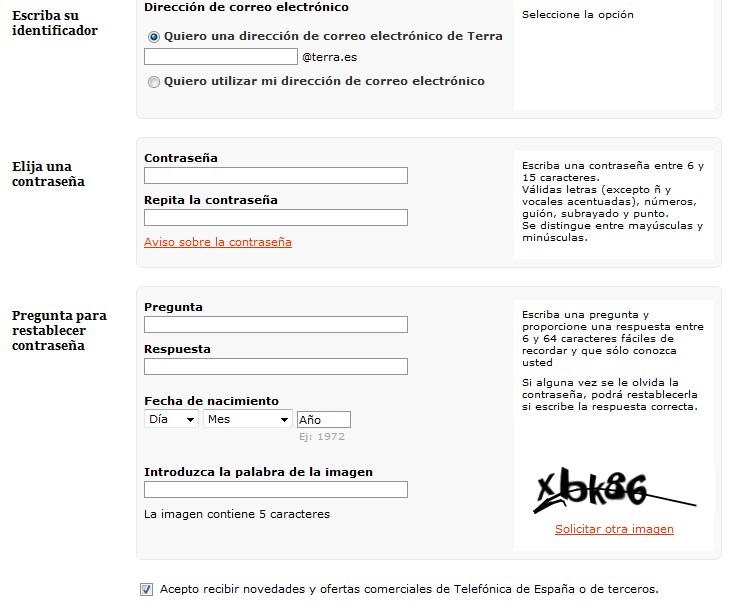 Escriba su
identificador
Dirección de correo electrónico
Quiero una dirección de correo electrónico de Terra
@terra.es
Quiero utilizar mi dirección de correo electrónico
Seleccione la opción
Elija una
contraseña
Contraseña
Repita la contraseña
Aviso sobre la contraseña
Escriba una contraseña entre 6 y
15 caracteres.
Válidas letras (excepto ñ y
vocales acentuadas), números,
guión, subrayado y punto.
Se distingue entre mayúsculas y
minúsculas.
Pregunta para
restablecer
contraseña
Pregunta
Respuesta
Fecha de nacimiento
Día Mes Año
Ej: 1972
Introduzca la palabra de la imagen
La imagen contiene 5 caracteres
Escriba una pregunta y
proporcione una respuesta entre
6 y 64 caracteres fáciles de
recordar y que sólo conozca
usted
Si alguna vez se le olvida la
contraseña, podrá restablecerla
si escribe la respuesta correcta.
xbk86
Solicitar otra imagen
Acepto recibir novedades y ofertas comerciales de Telefónica de España o de terceros.